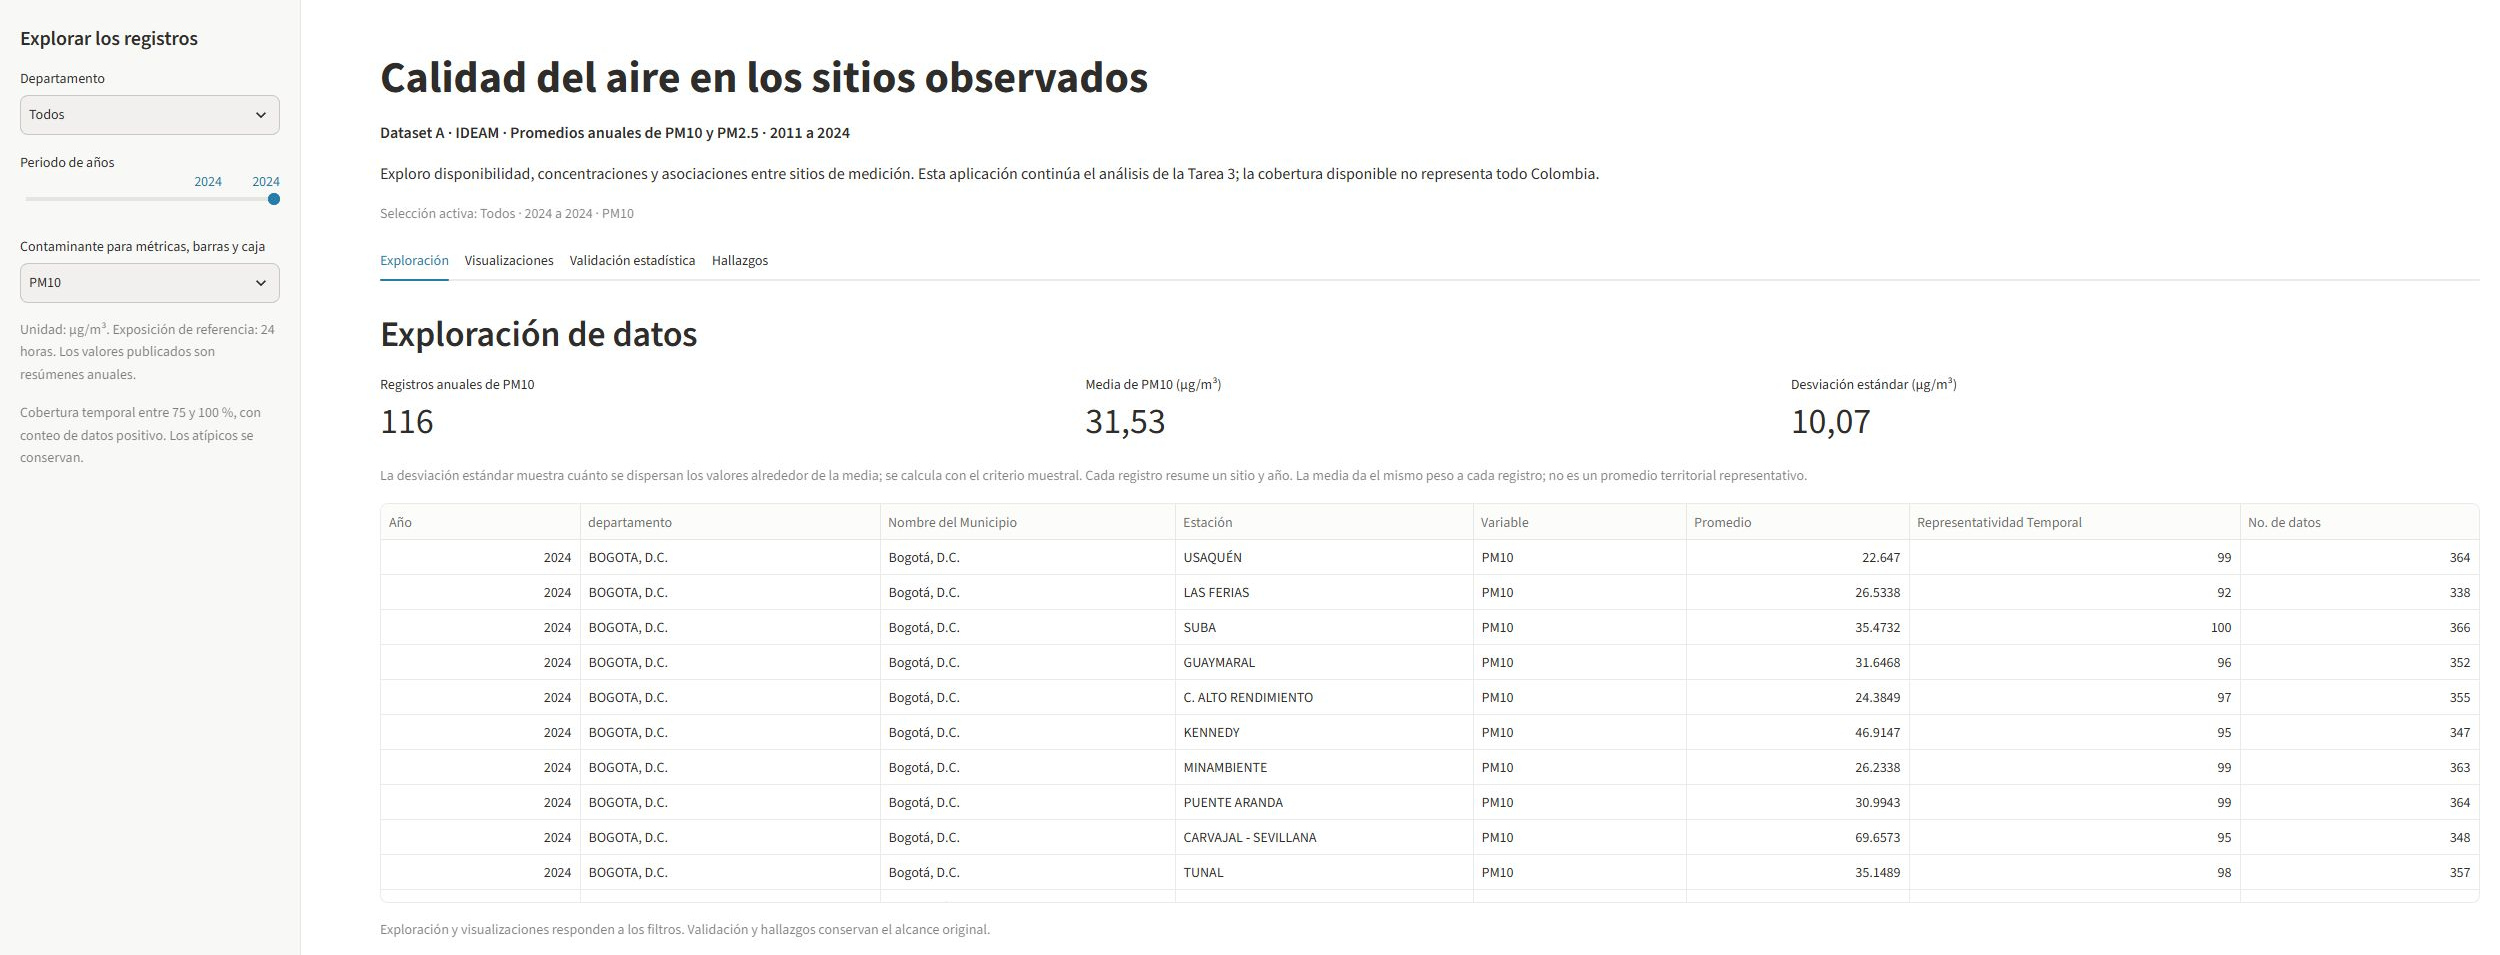 Explorar los registros
Departamento
Todos
Periodo de años
2024 2024
Contaminante para métricas, barras y caja
PM10
Unidad: µg/m³. Exposición de referencia: 24
horas. Los valores publicados son
resúmenes anuales.
Cobertura temporal entre 75 y 100 %, con
conteo de datos positivo. Los atípicos se
conservan.
Calidad del aire en los sitios observados
Dataset A · IDEAM · Promedios anuales de PM10 y PM2.5 · 2011 a 2024
Exploro disponibilidad, concentraciones y asociaciones entre sitios de medición. Esta aplicación continúa el análisis de la Tarea 3; la cobertura disponible no representa todo Colombia.
Selección activa: Todos · 2024 a 2024 · PM10
Exploración Visualizaciones Validación estadística Hallazgos
Exploración de datos
Registros anuales de PM10 Media de PM10 (µg/m³) Desviación estándar (µg/m³)
116 31,53 10,07
La desviación estándar muestra cuánto se dispersan los valores alrededor de la media; se calcula con el criterio muestral. Cada registro resume un sitio y año. La media da el mismo peso a cada registro; no es un promedio territorial representativo.
Año departamento Nombre del Municipio Estación Variable Promedio Representatividad Temporal No. de datos
2024 BOGOTA, D.C. Bogotá, D.C. USAQUÉN PM10 22.647 99 364
2024 BOGOTA, D.C. Bogotá, D.C. LAS FERIAS PM10 26.5338 92 338
2024 BOGOTA, D.C. Bogotá, D.C. SUBA PM10 35.4732 100 366
2024 BOGOTA, D.C. Bogotá, D.C. GUAYMARAL PM10 31.6468 96 352
2024 BOGOTA, D.C. Bogotá, D.C. C. ALTO RENDIMIENTO PM10 24.3849 97 355
2024 BOGOTA, D.C. Bogotá, D.C. KENNEDY PM10 46.9147 95 347
2024 BOGOTA, D.C. Bogotá, D.C. MINAMBIENTE PM10 26.2338 99 363
2024 BOGOTA, D.C. Bogotá, D.C. PUENTE ARANDA PM10 30.9943 99 364
2024 BOGOTA, D.C. Bogotá, D.C. CARVAJAL - SEVILLANA PM10 69.6573 95 348
2024 BOGOTA, D.C. Bogotá, D.C. TUNAL PM10 35.1489 98 357
Exploración y visualizaciones responden a los filtros. Validación y hallazgos conservan el alcance original.